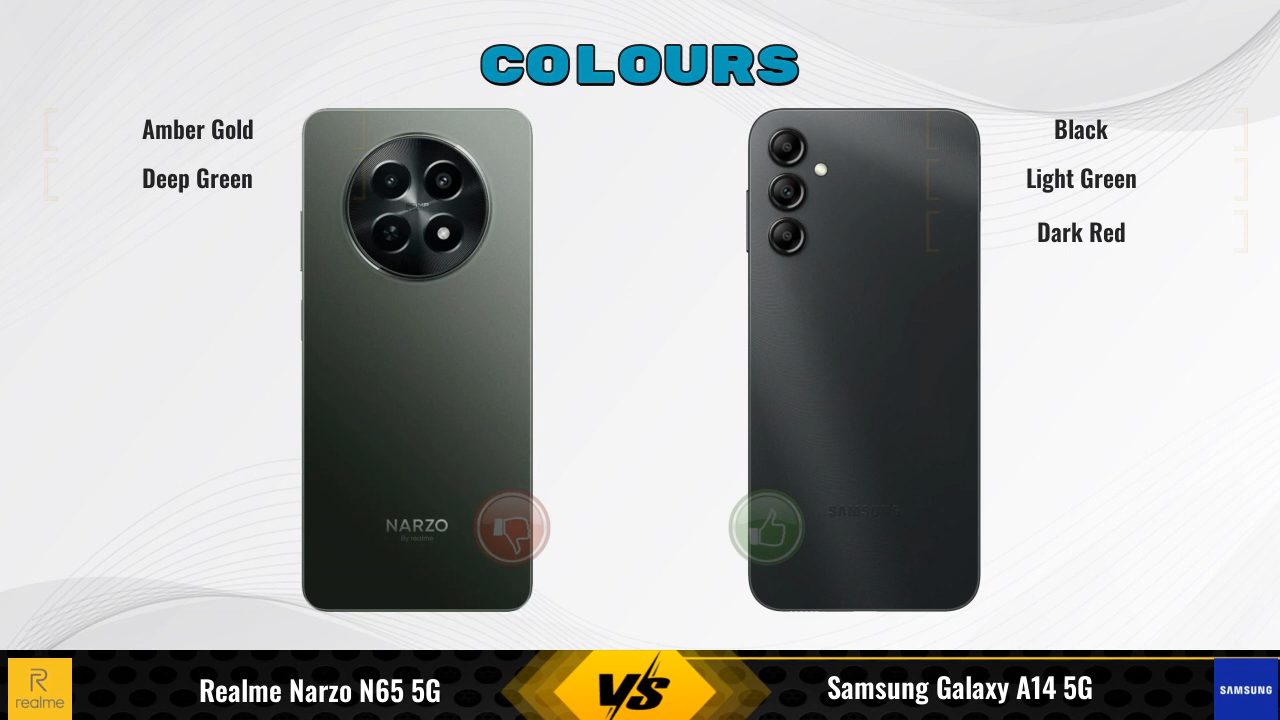 COLOURS
Amber Gold
Deep Green
Black
Light Green
Dark Red
NARZO
By realme
SAMSUNG
realme
Realme Narzo N65 5G
VS
Samsung Galaxy A14 5G
SAMSUNG